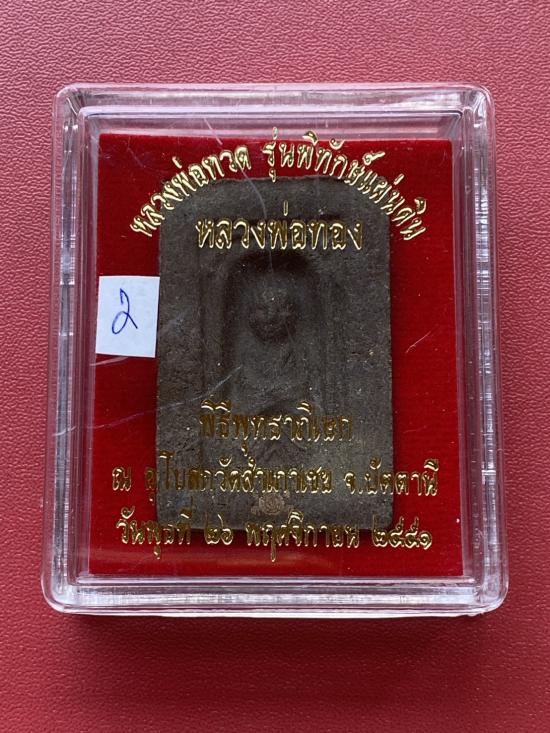 หลวงพ่อทวด รุ่นพิทักษ์แผ่นดิน
หลวงพ่อทอง
2
พิธีพุทธาภิเษก
ณ อุโบสถวัดสำเภาเชย จ.ปัตตานี
วันพุธที่ ๒๖ พฤศจิกายน ๒๕๕๑